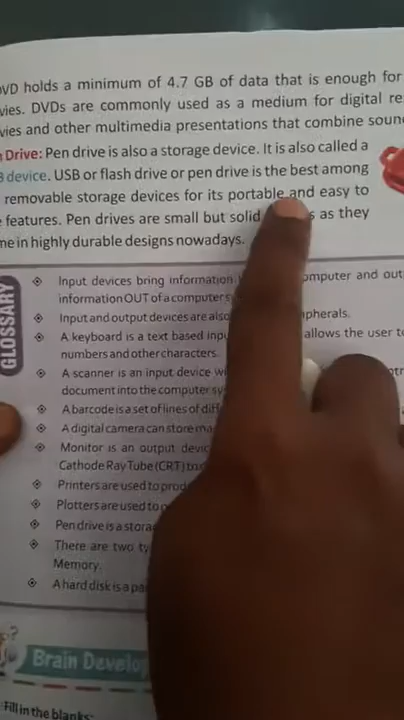 VD holds a minimum of 4.7 GB of data that is enough for
vies. DVDs are commonly used as a medium for digital re
vies and other multimedia presentations that combine soun
Drive: Pen drive is also a storage device. It is also called a
device. USB or flash drive or pen drive is the best among
removable storage devices for its portable and easy to
features. Pen drives are small but solid as they
me in highly durable designs nowadays.
GLOSSARY
Input devices bring information omputer and out
information OUT of a computer s
Input and output devices are also ipherals.
A keyboard is a text based inpu allows the user to
numbers and other characters.
A scanner is an input device w
document into the computer sy
A barcode is a set of lines of dif
A digital camera can store ma
Monitor is an output devic
Cathode Ray Tube (CRT) m
Printers are used to prod
Plotters are used to p
Pen drive is a stora
There are two ty
Memory.
A hard disk is a pa
Brain Develop
Fill in the blanks: